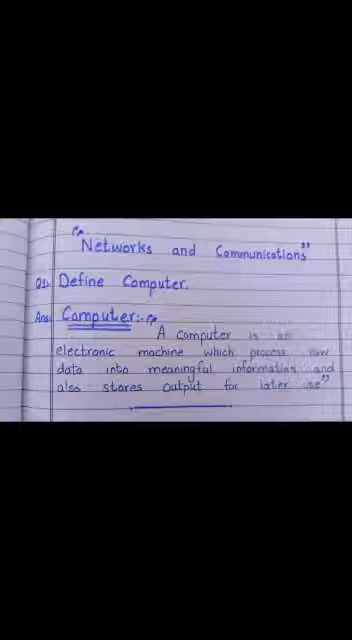 "Networks and Communications"
Q1. Define Computer.
Ans: Computer:- "
A computer is an
electronic machine which process raw
data into meaningful information and
also stores output for later use"